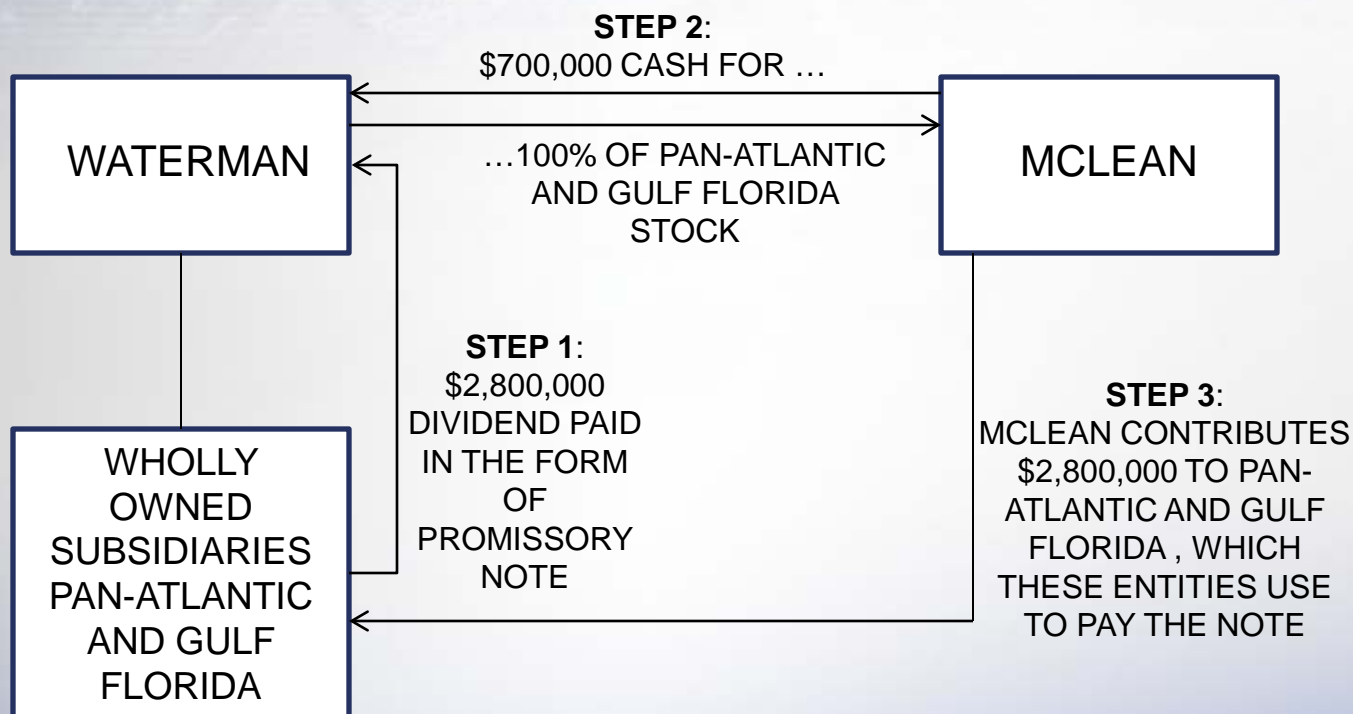 STEP 2:
$700,000 CASH FOR …
WATERMAN
…100% OF PAN-ATLANTIC
AND GULF FLORIDA
STOCK
MCLEAN
STEP 1:
$2,800,000
DIVIDEND PAID
IN THE FORM
OF
PROMISSORY
NOTE
STEP 3:
MCLEAN CONTRIBUTES
$2,800,000 TO PAN-
ATLANTIC AND GULF
FLORIDA , WHICH
THESE ENTITIES USE
TO PAY THE NOTE
WHOLLY
OWNED
SUBSIDIARIES
PAN-ATLANTIC
AND GULF
FLORIDA